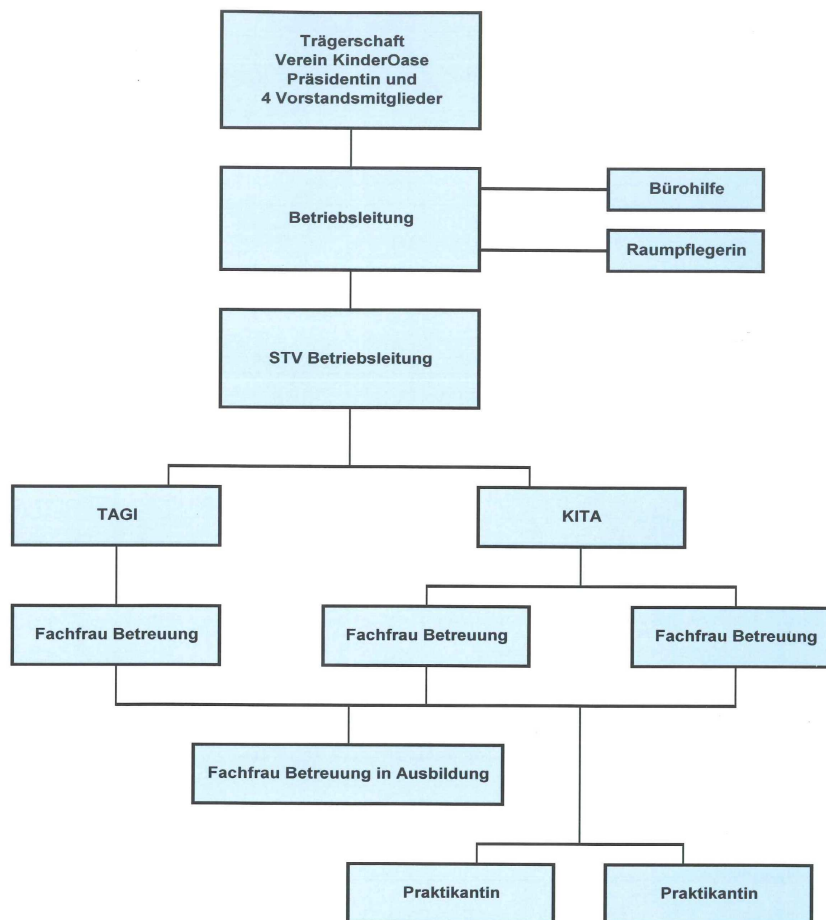 Trägerschaft
Verein KinderOase
Präsidentin und
4 Vorstandsmitglieder
Betriebsleitung
Bürohilfe
Raumpflegerin
STV Betriebsleitung
TAGI
KITA
Fachfrau Betreuung
Fachfrau Betreuung
Fachfrau Betreuung
Fachfrau Betreuung in Ausbildung
Praktikantin
Praktikantin